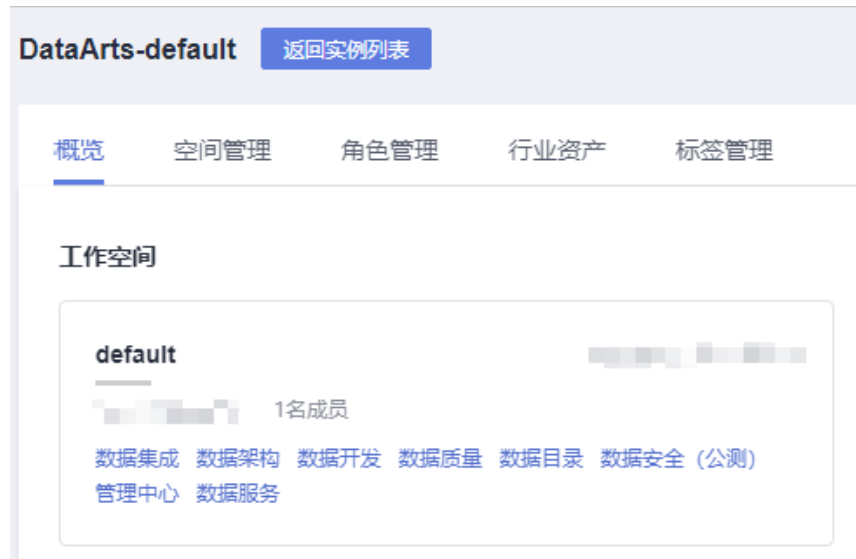 DataArts-default 返回实例列表
概览 空间管理 角色管理 行业资产 标签管理
工作空间
default
1名成员
数据集成 数据架构 数据开发 数据质量 数据目录 数据安全（公测）
管理中心 数据服务